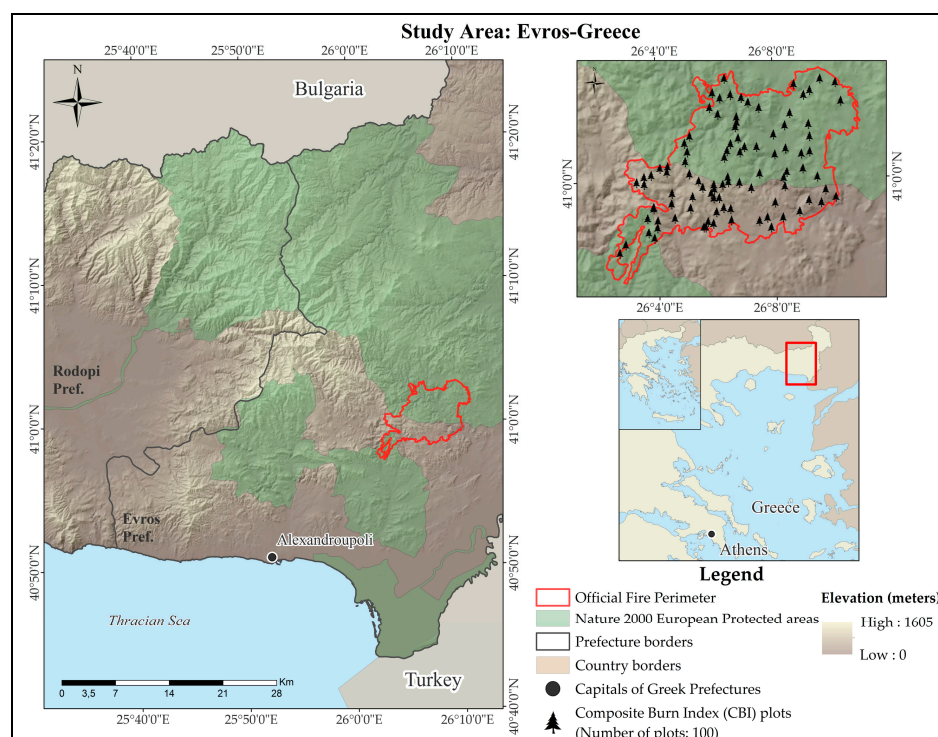 Study Area: Evros-Greece
25°40'0"E
25°50'0"E
26°0'0"E
26°10'0"E
N
Bulgaria
41°20'0"N
41°20'0"N
41°10'0"N
41°10'0"N
Rodopi
Pref.
41°0'0"N
41°0'0"N
Evros
Pref.
Alexandroupoli
40°50'0"N
40°50'0"N
Thracian Sea
Turkey
Km
0 3,5 7 14 21 28
40°40'0"N
25°40'0"E
25°50'0"E
26°0'0"E
26°10'0"E
26°4'0"E
26°8'0"E
N
41°0'0"N
41°0'0"N
26°4'0"E
26°8'0"E
Greece
Athens
Legend
Official Fire Perimeter
Nature 2000 European Protected areas
Prefecture borders
Country borders
Capitals of Greek Prefectures
Composite Burn Index (CBI) plots
(Number of plots: 100)
Elevation (meters)
High : 1605
Low : 0